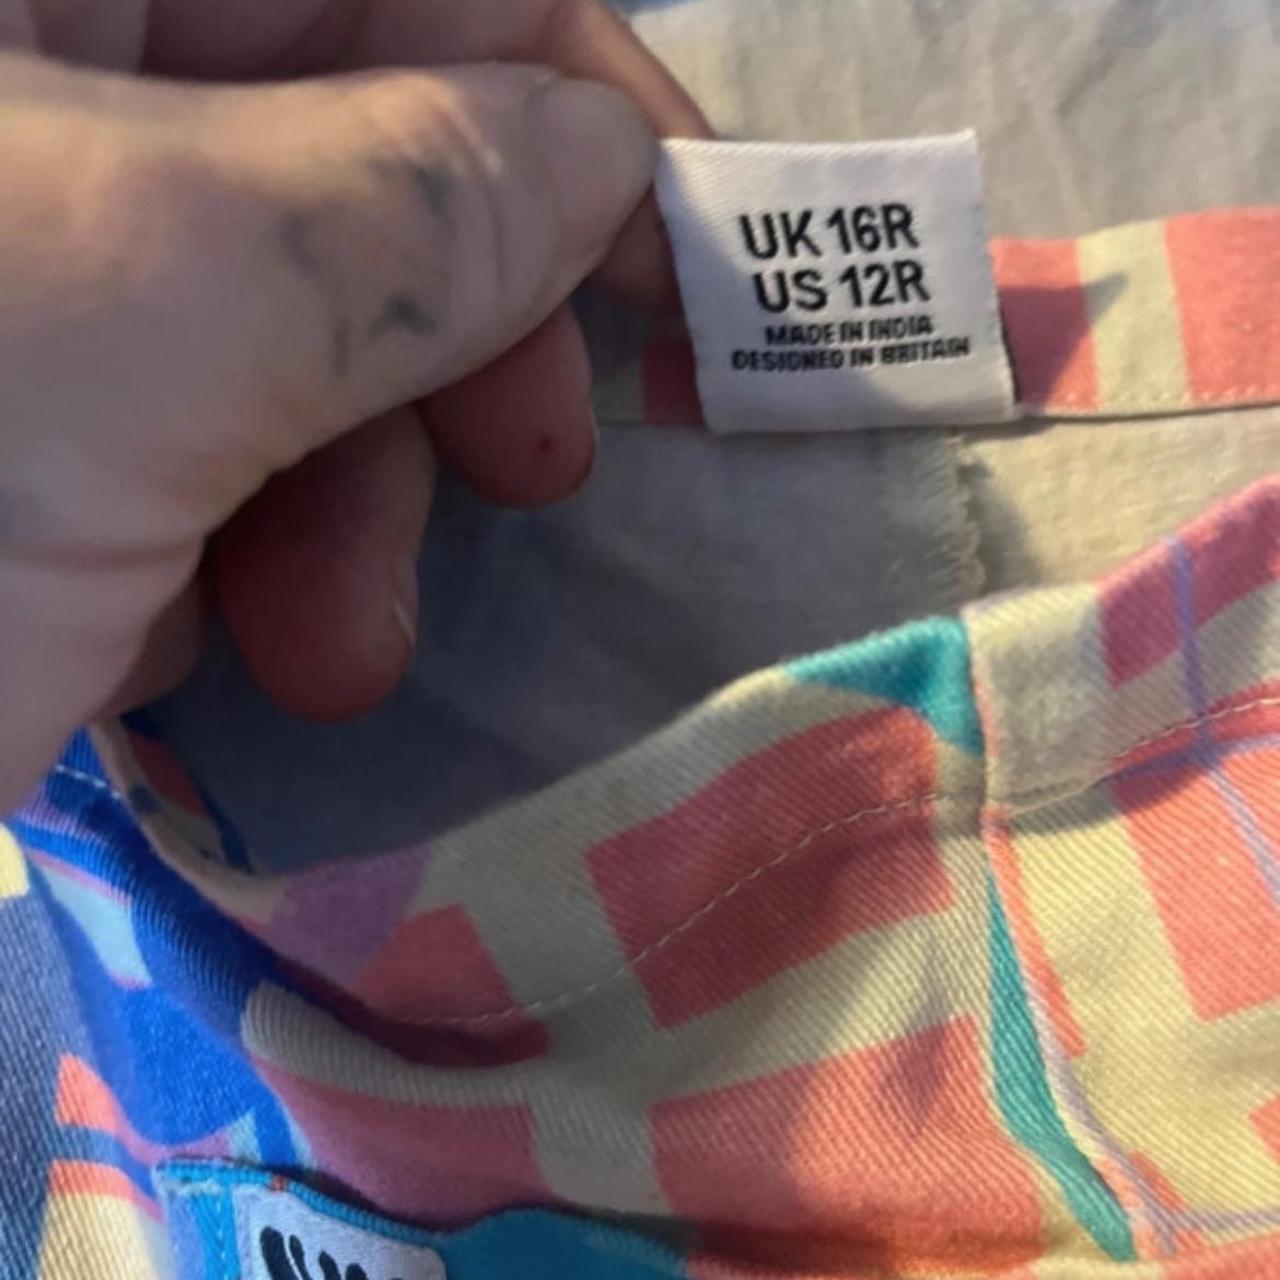 UK 16R
US 12R
MADE IN INDIA
DESIGNED IN BRITAIN